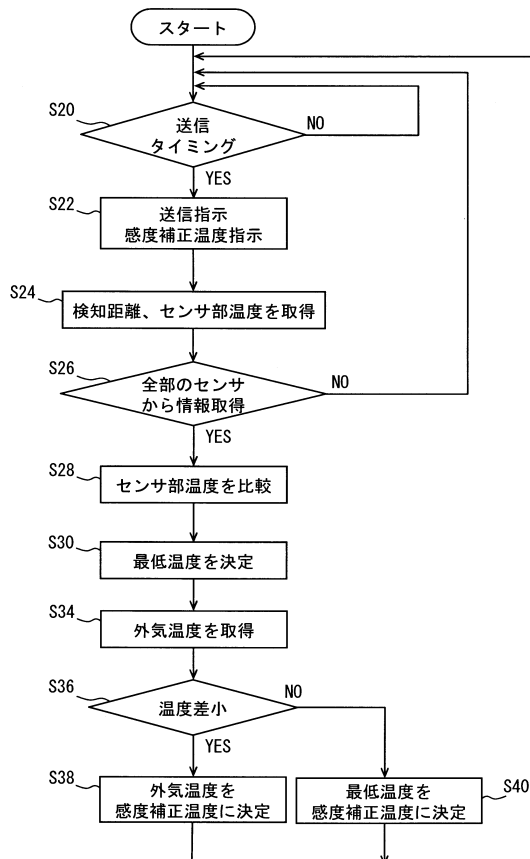 スタート
S20
送信
タイミング
NO
YES
S22
送信指示
感度補正温度指示
S24
検知距離、センサ部温度を取得
S26
全部のセンサ
から情報取得
NO
YES
S28
センサ部温度を比較
S30
最低温度を決定
S34
外気温度を取得
S36
温度差小
NO
YES
S38
外気温度を
感度補正温度に決定
最低温度を
感度補正温度に決定
S40